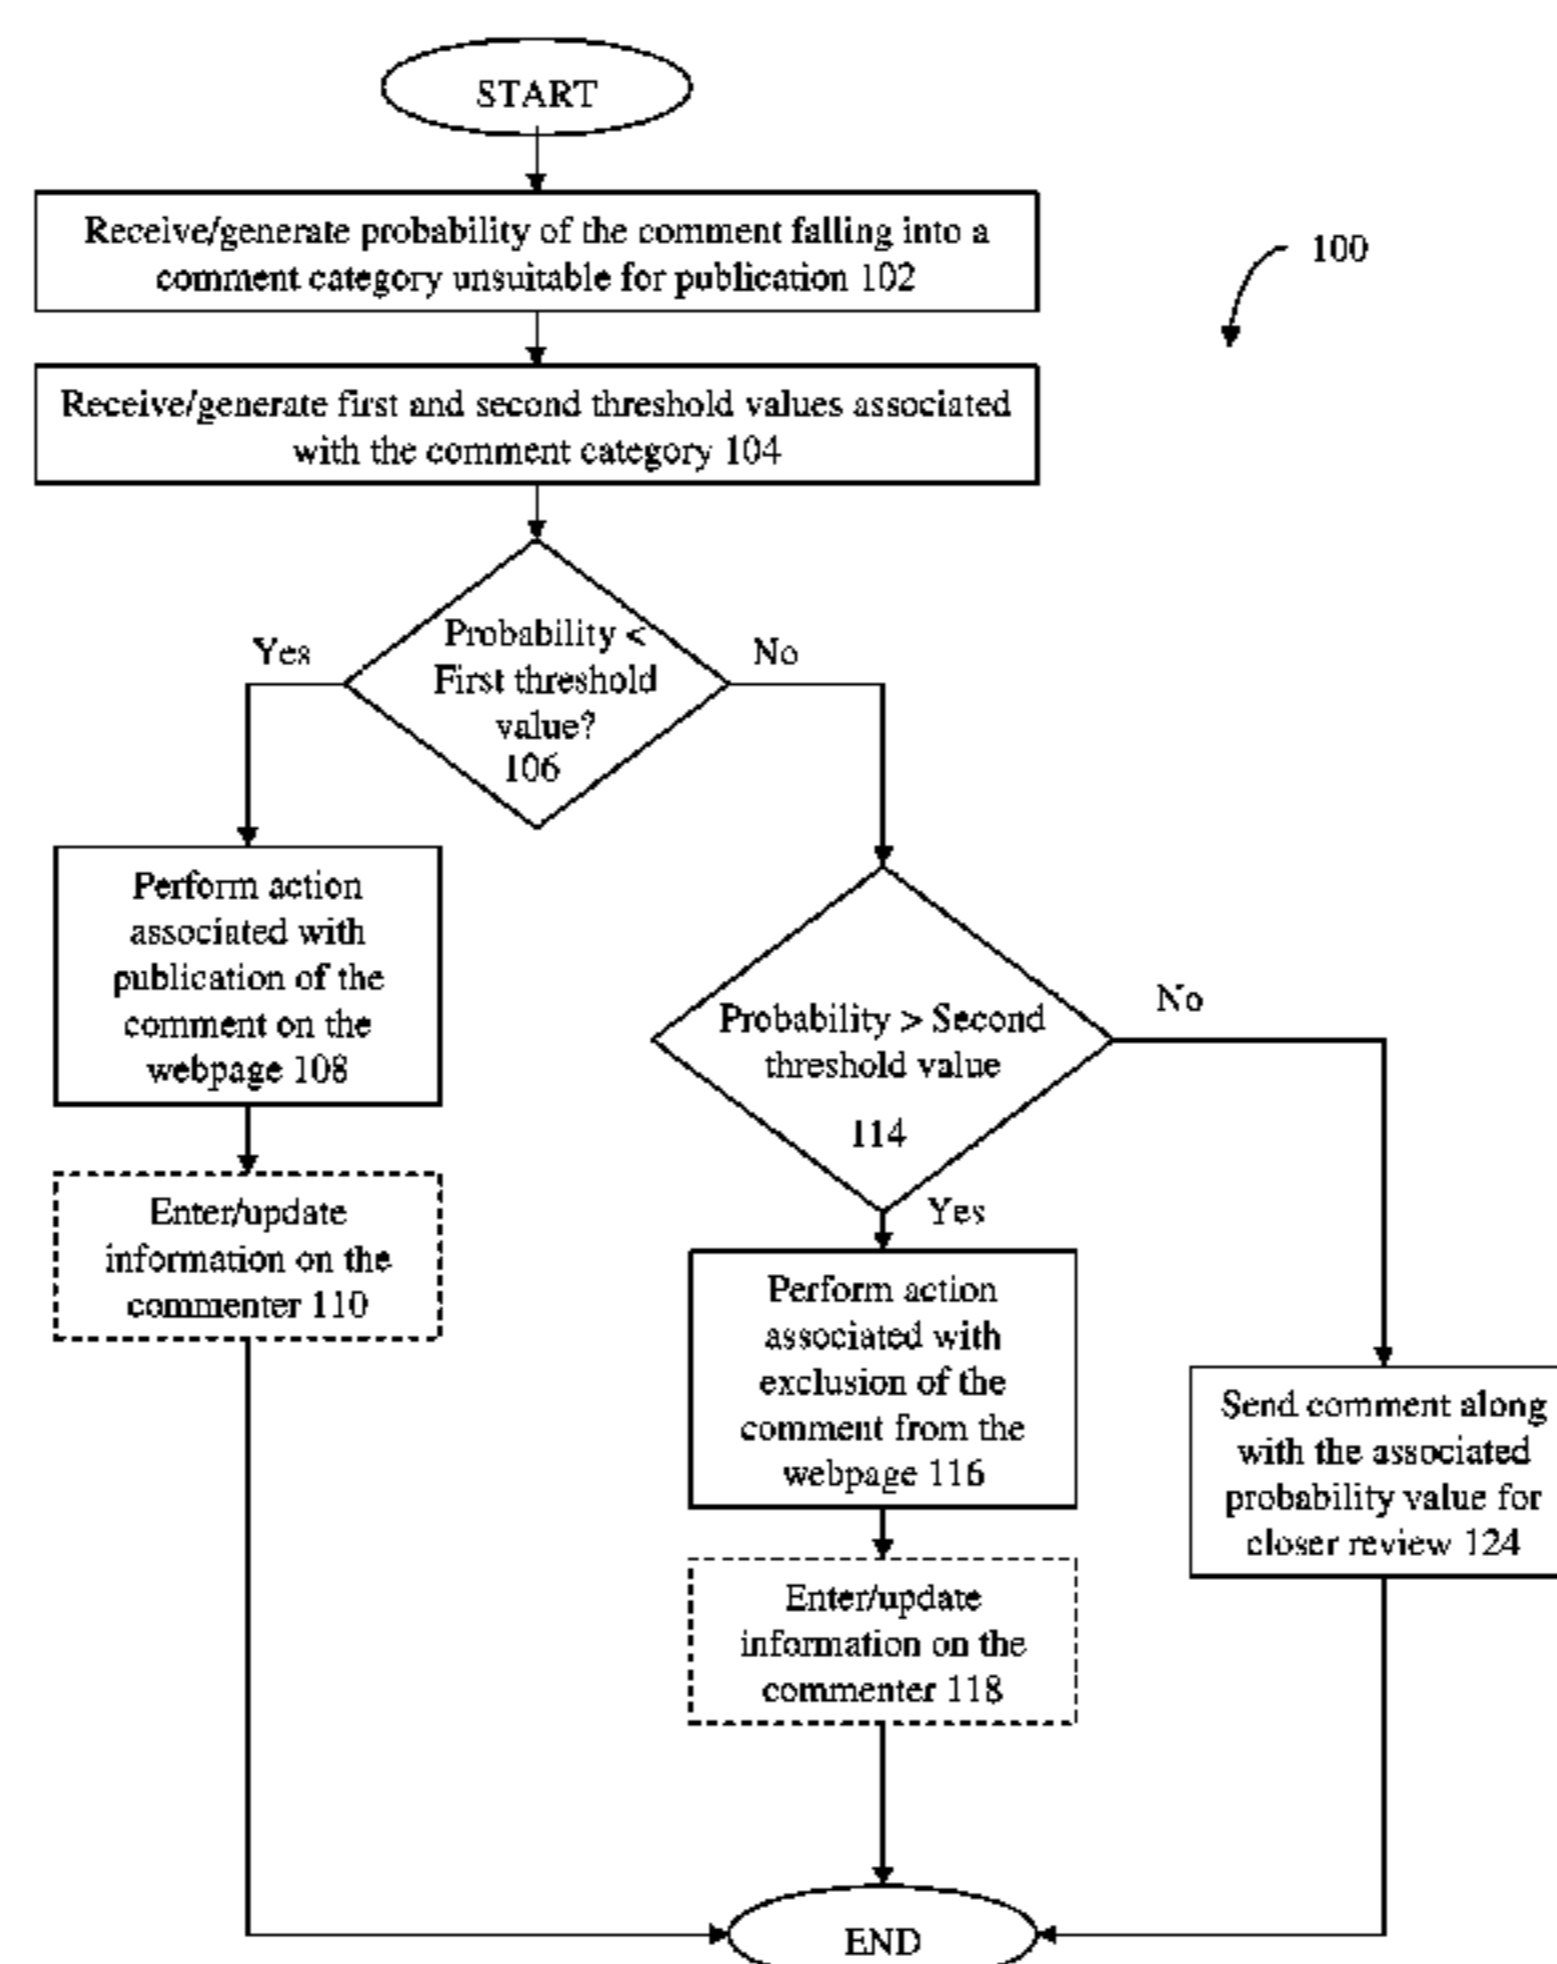 START
Receive/generate probability of the comment falling into a
comment category unsuitable for publication 102
100
Receive/generate first and second threshold values associated
with the comment category 104
Probability <
First threshold
value?
106
Yes
No
Perform action
associated with
publication of the
comment on the
webpage 108
Enter/update
information on the
commenter 110
Probability > Second
threshold value
114
No
Yes
Perform action
associated with
exclusion of the
comment from the
webpage 116
Enter/update
information on the
commenter 118
Send comment along
with the associated
probability value for
closer review 124
END